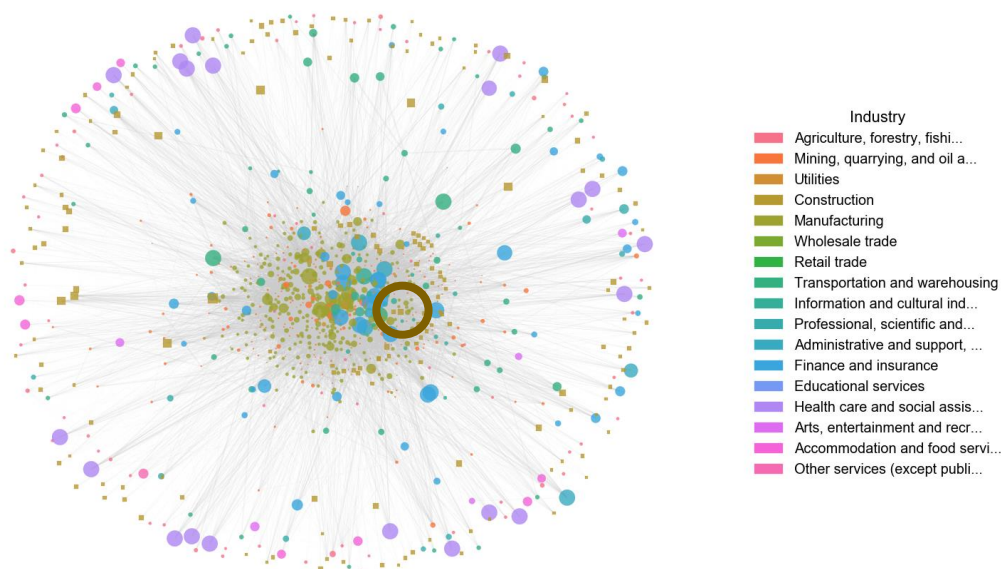 Industry
Agriculture, forestry, fishi...
Mining, quarrying, and oil a...
Utilities
Construction
Manufacturing
Wholesale trade
Retail trade
Transportation and warehousing
Information and cultural ind...
Professional, scientific and...
Administrative and support, ...
Finance and insurance
Educational services
Health care and social assis...
Arts, entertainment and recr...
Accommodation and food servi...
Other services (except publi...